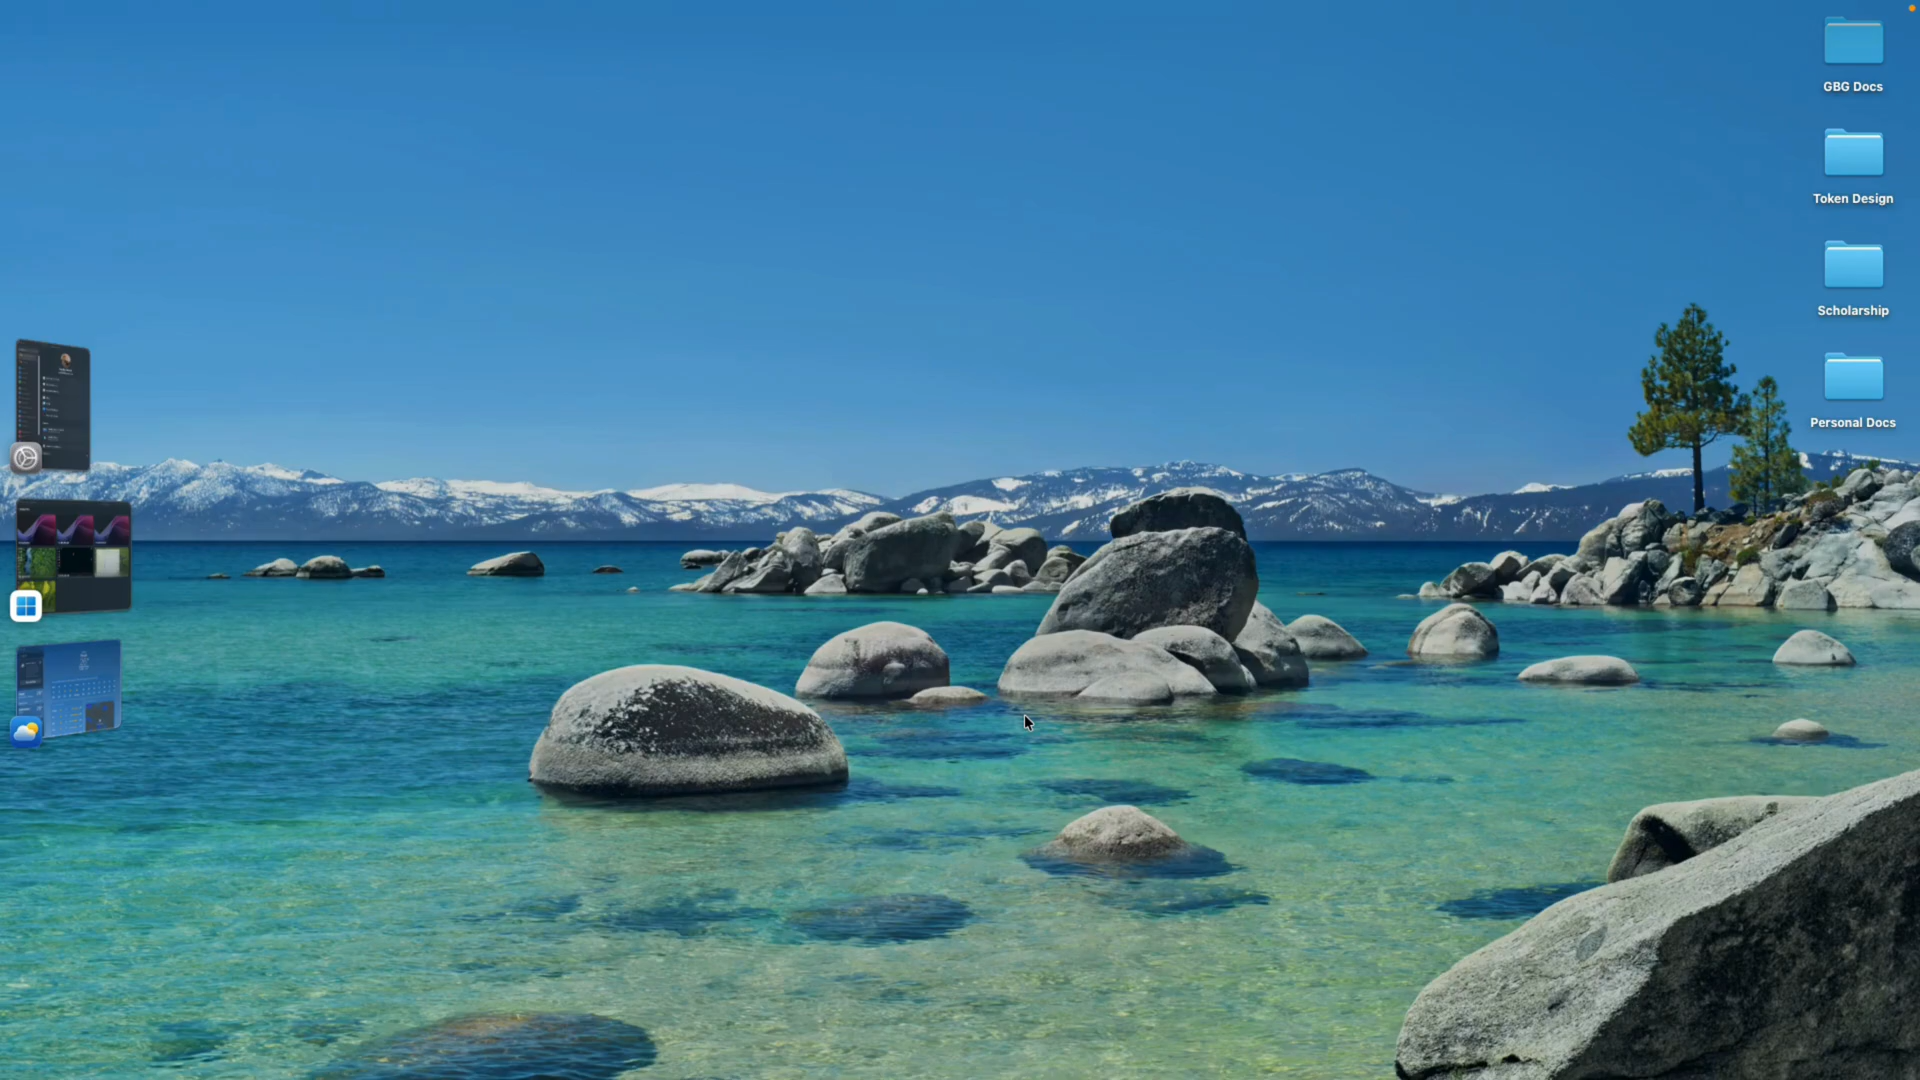 GBG Docs
Token Design
Scholarship
Personal Docs